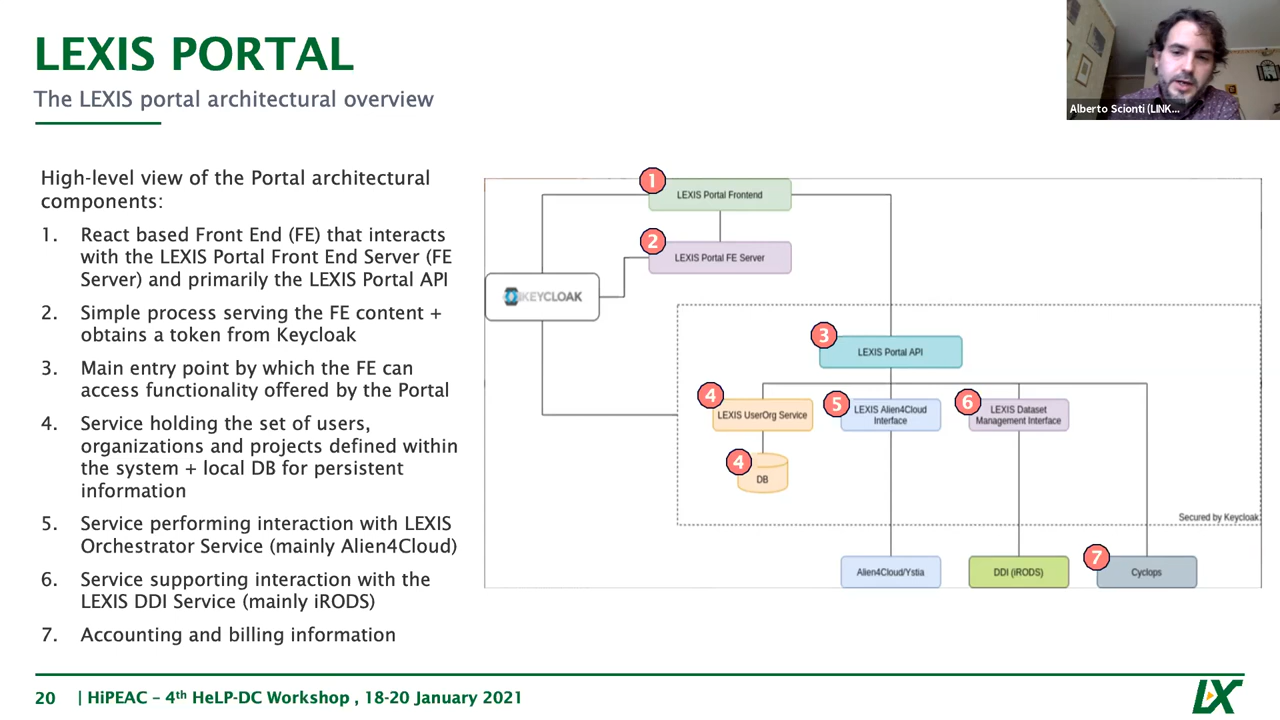 LEXIS PORTAL
The LEXIS portal architectural overview
Alberto Scionti (LINK...
High-level view of the Portal architectural
components:
1. React based Front End (FE) that interacts
with the LEXIS Portal Front End Server (FE
Server) and primarily the LEXIS Portal API
2. Simple process serving the FE content +
obtains a token from Keycloak
3. Main entry point by which the FE can
access functionality offered by the Portal
4. Service holding the set of users,
organizations and projects defined within
the system + local DB for persistent
information
5. Service performing interaction with LEXIS
Orchestrator Service (mainly Alien4Cloud)
6. Service supporting interaction with the
LEXIS DDI Service (mainly iRODS)
7. Accounting and billing information
1
LEXIS Portal Frontend
2
LEXIS Portal FE Server
KEYCLOAK
3
LEXIS Portal API
4
LEXIS UserOrg Service
5
LEXIS Alien4Cloud
Interface
6
LEXIS Dataset
Management Interface
4
DB
Secured by Keycloak
Alien4Cloud/Ystia
DDI (iRODS)
7
Cyclops
20 | HiPEAC – 4th HeLP-DC Workshop , 18-20 January 2021
LX